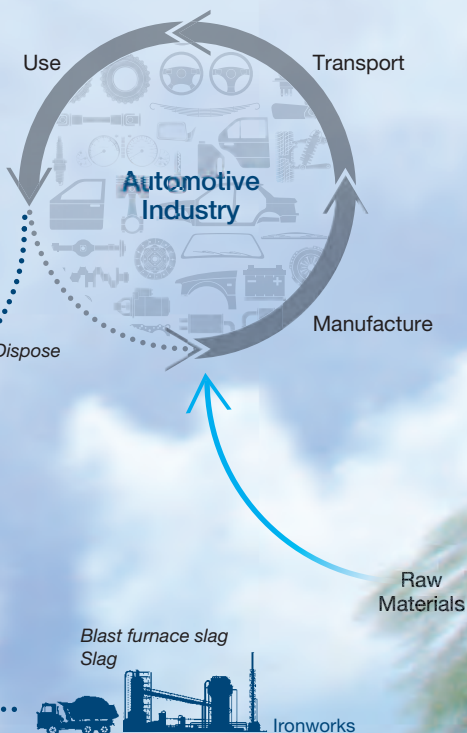 Use
Transport
Automotive
Industry
Manufacture
Dispose
Raw
Materials
Blast furnace slag
Slag
Ironworks